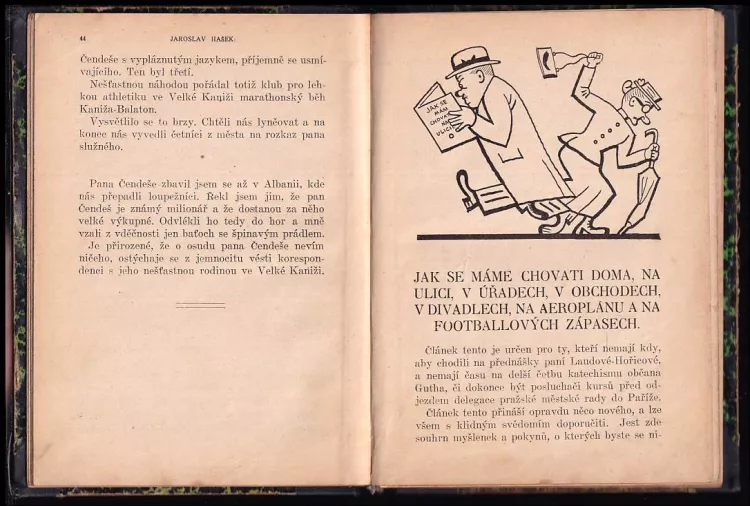 44
JAROSLAV HAŠEK:
Čendeše s vypláznutým jazykem, příjemně se usmí-
vajícího. Ten byl třetí.
Nešťastnou náhodou pořádal totiž klub pro leh-
kou athletiku ve Velké Kaniži marathonský běh
Kaniža-Balaton.
Vysvětlilo se to brzy. Chtěli nás lynčovat a na
konec nás vyvedli četníci z města na rozkaz pana
služného.
Pana Čendeše zbavil jsem se až v Albanii, kde
nás přepadli loupežníci. Řekl jsem jim, že pan
Čendeš je známý milionář a že dostanou za něho
velké výkupné. Odvlékli ho tedy do hor a mně
vzali z vděčnosti jen baťoch se špinavým prádlem.
Je přirozené, že o osudu pana Čendeše nevím
ničeho, ostýchaje se z jemnocitu vésti korespon-
denci s jeho nešťastnou rodinou ve Velké Kaniži.
JAK SE
MÁM
CHOVAT
NA
ULICI
JAK SE MÁME CHOVATI DOMA, NA
ULICI, V ÚŘADECH, V OBCHODECH,
V DIVADLECH, NA AEROPLÁNU A NA
FOOTBALLOVÝCH ZÁPASECH.
Článek tento je určen pro ty, kteří nemají kdy,
aby chodili na přednášky paní Laudové-Hořicové,
a nemají času na delší četbu katechismu občana
Gutha, či dokonce být posluchači kursů před od-
jezdem delegace pražské městské rady do Paříže.
Článek tento přináší opravdu něco nového, a lze
všem s klidným svědomím doporučiti. Jest zde
souhrn myšlenek a pokynů, o kterých byste se ni-